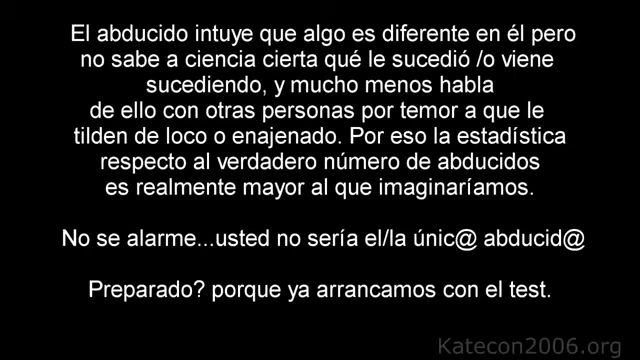 El abducido intuye que algo es diferente en él pero
no sabe a ciencia cierta qué le sucedió /o viene
sucediendo, y mucho menos habla
de ello con otras personas por temor a que le
tilden de loco o enajenado. Por eso la estadística
respecto al verdadero número de abducidos
es realmente mayor al que imaginaríamos.
No se alarme...usted no sería el/la únic@ abducid@
Preparado? porque ya arrancamos con el test.
Katecon2006.org